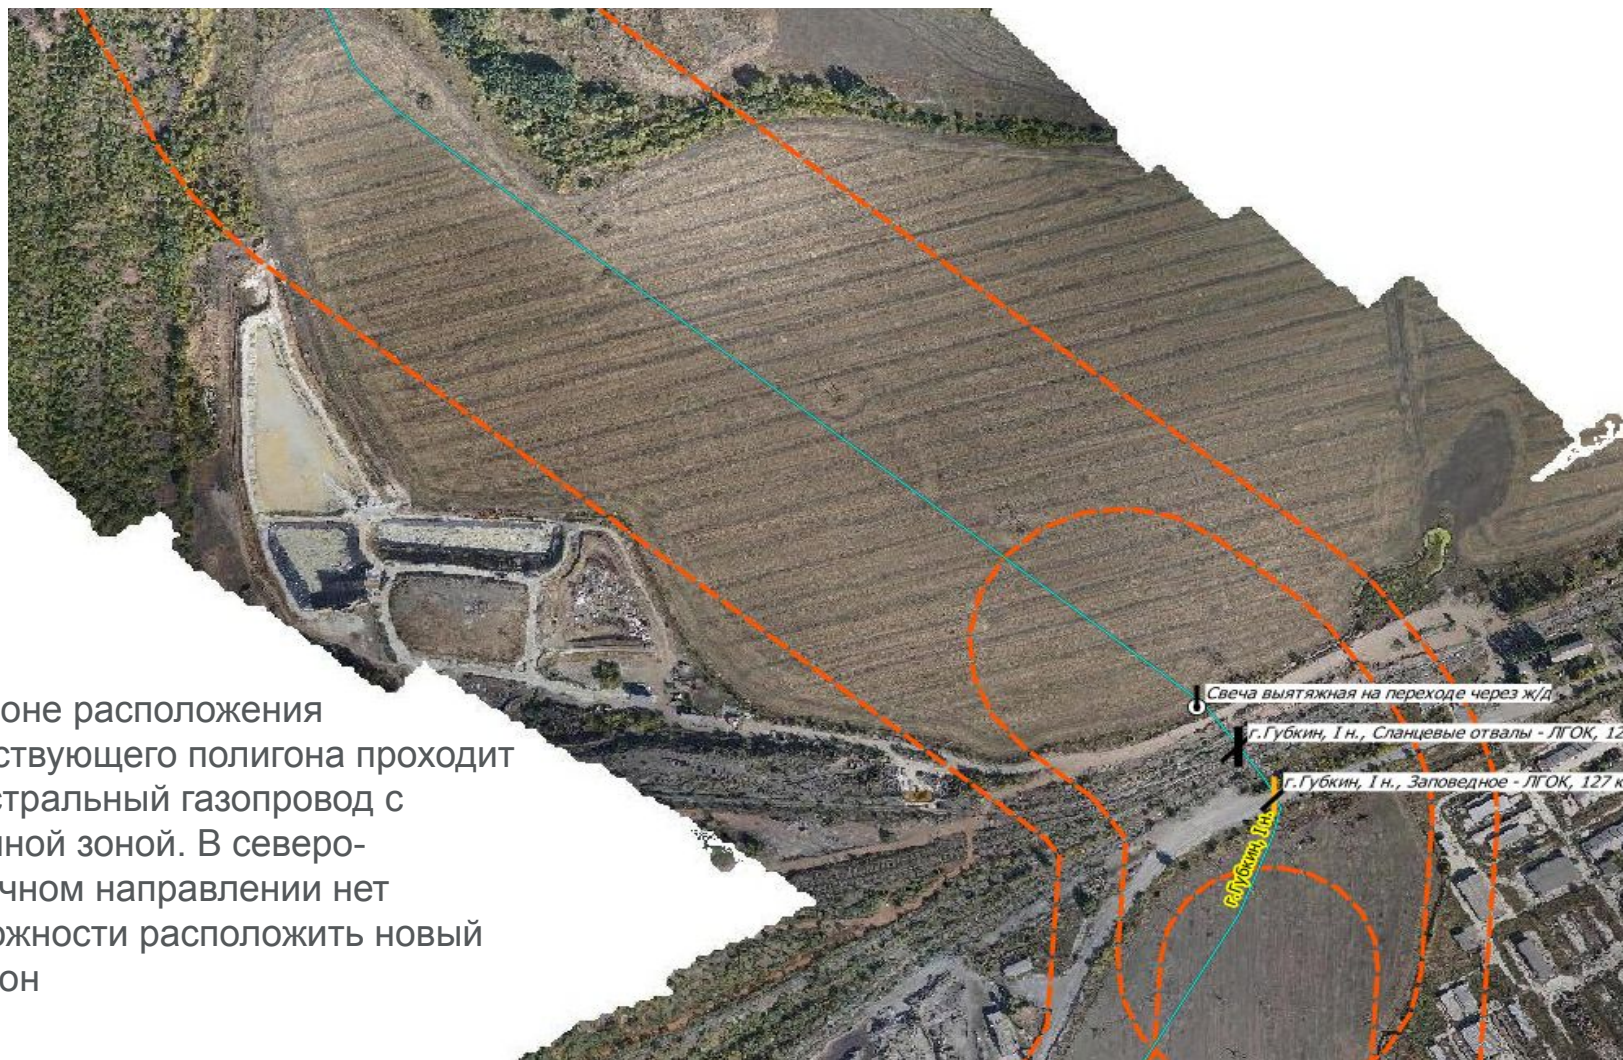 Свеча выятяжная на переходе через ж/д
г.Губкин, I н., Сланцевые отвалы - ЛГОК, 12
г.Губкин, I н., Заповедное - ЛГОК, 127 к
г.Губкин, I н.
оне расположения
ствующего полигона проходит
стральный газопровод с
нной зоной. В северо-
чном направлении нет
ожности расположить новый
он